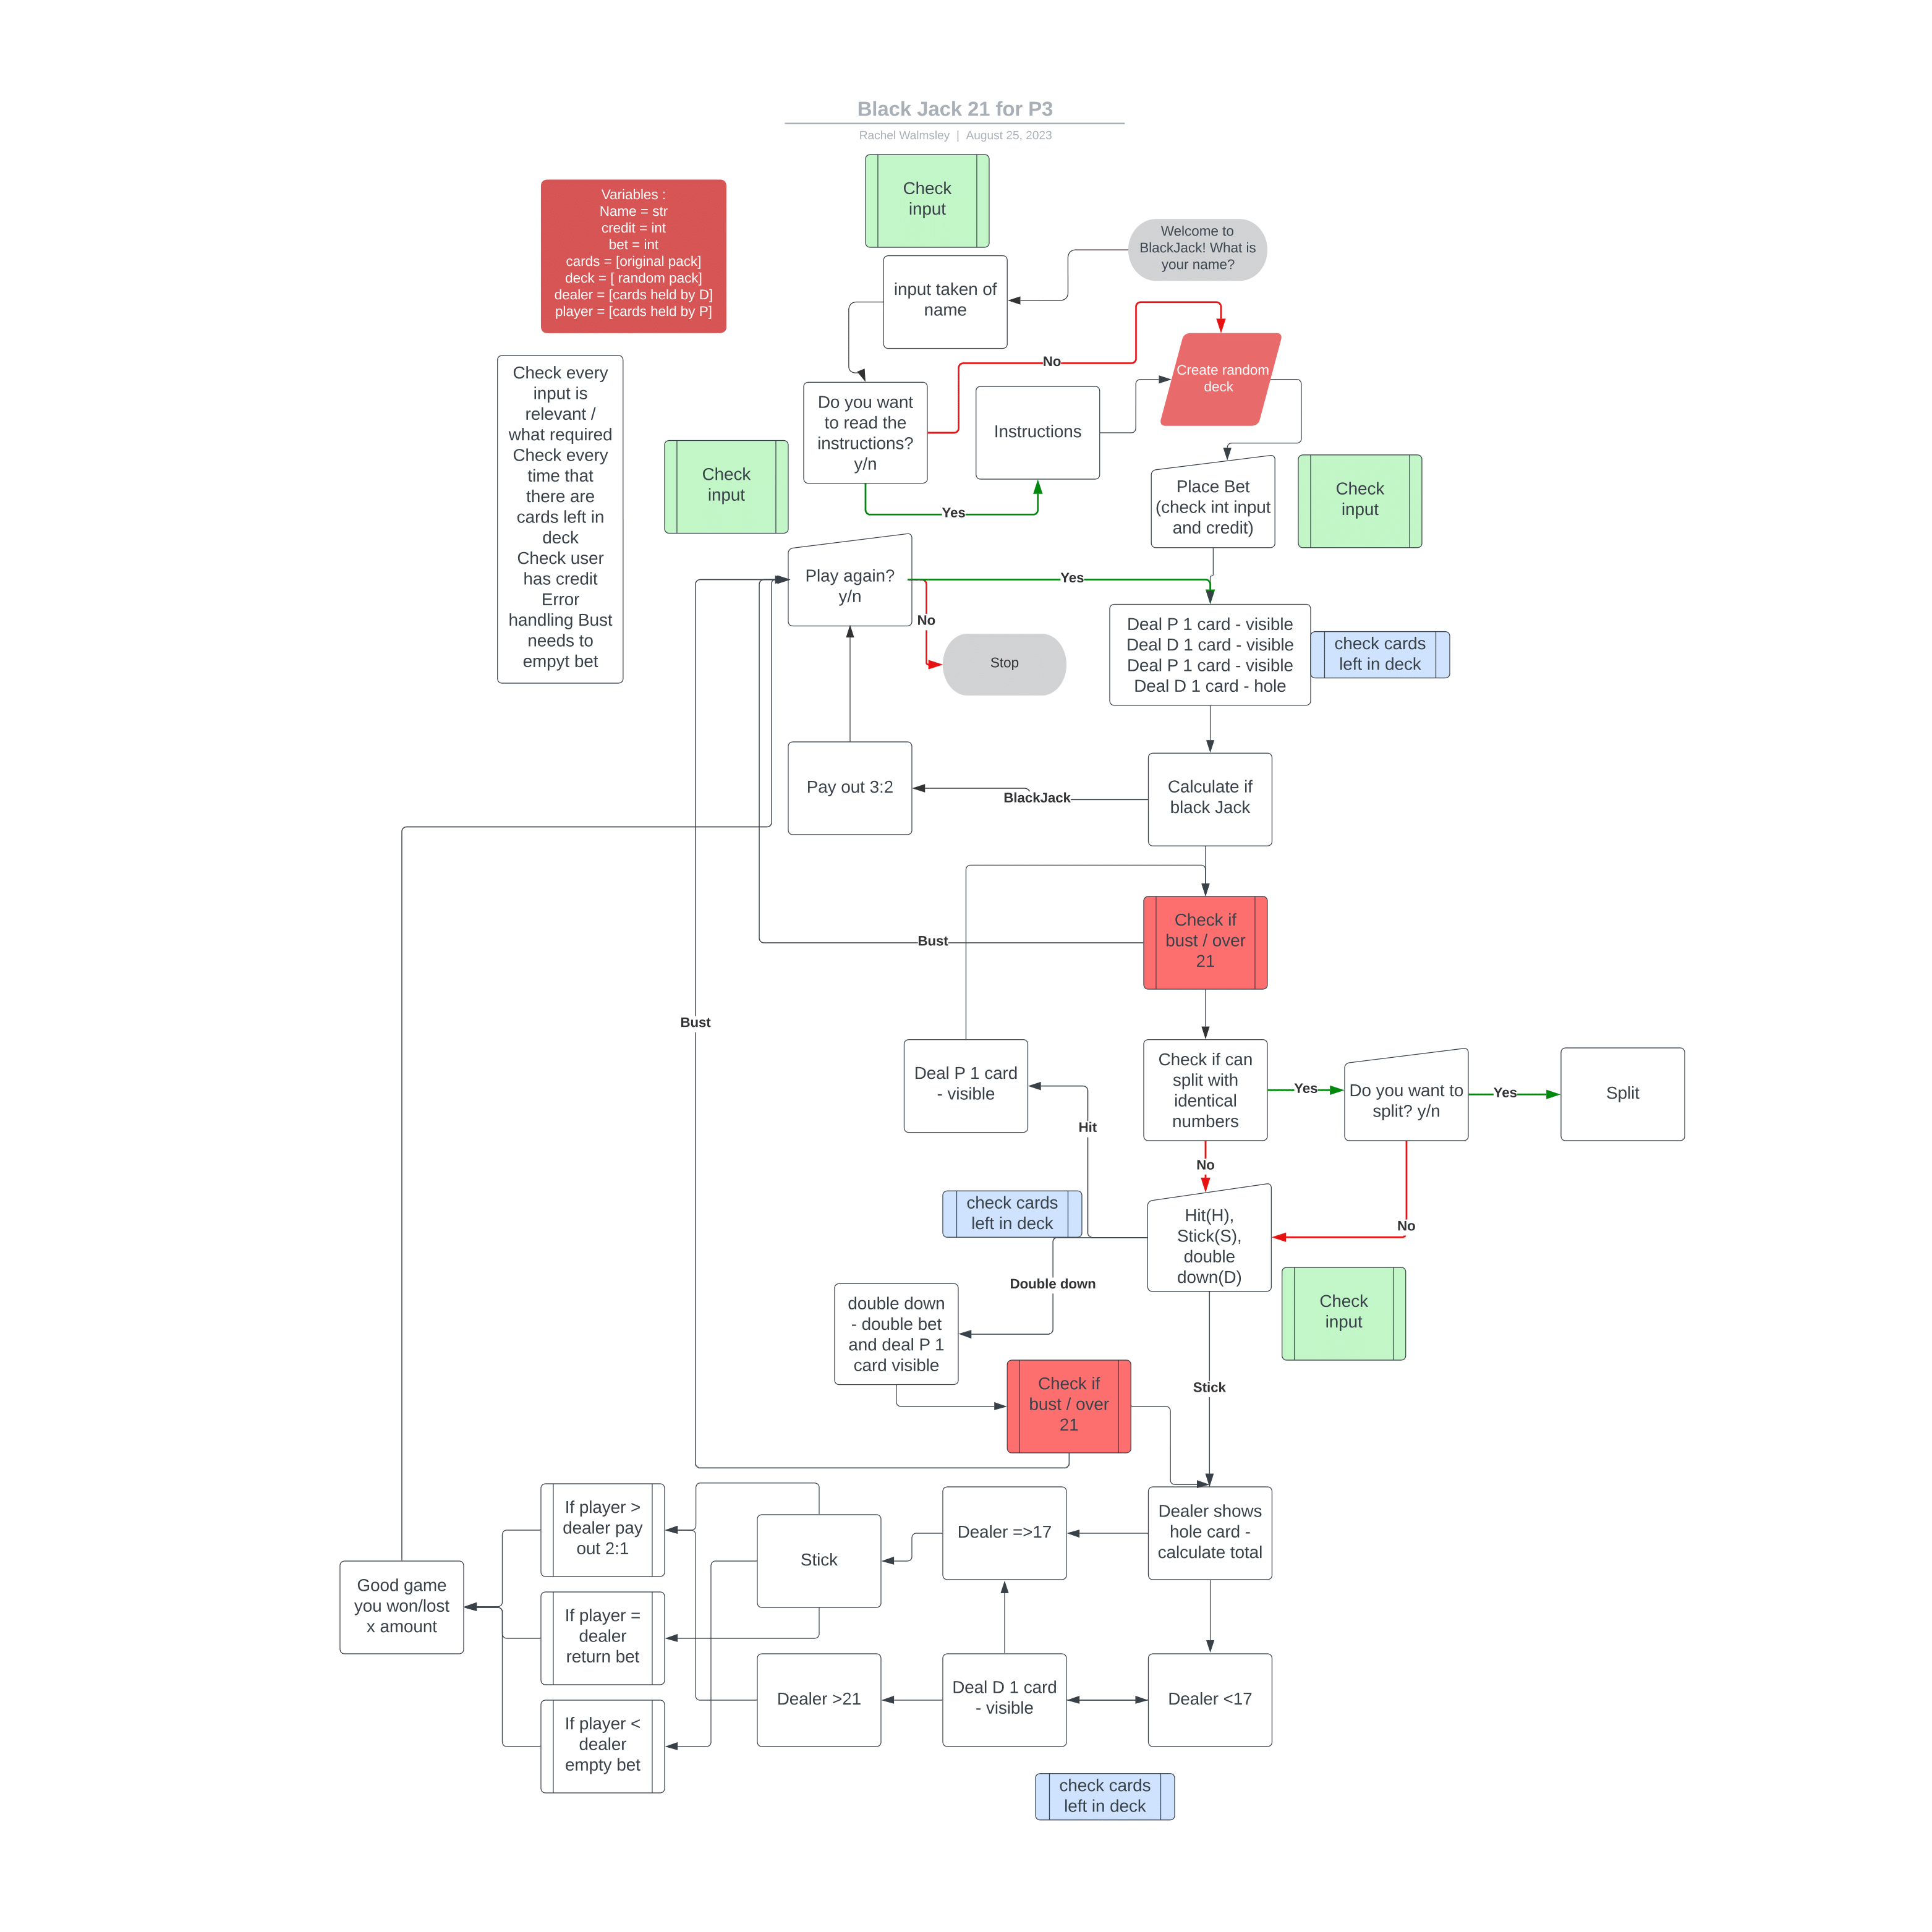 Black Jack 21 for P3
Rachel Walmsley | August 25, 2023
Check
input
Variables :
Name = str
credit = int
bet = int
cards = [original pack]
deck = [ random pack]
dealer = [cards held by D]
player = [cards held by P]
Welcome to
BlackJack! What is
your name?
input taken of
name
No
Create random
deck
Check every
input is
relevant /
what required
Check every
time that
there are
cards left in
deck
Check user
has credit
Error
handling Bust
needs to
empyt bet
Do you want
to read the
instructions?
y/n
Instructions
Check
input
Yes
Place Bet
(check int input
and credit)
Check
input
Play again?
y/n
Yes
No
Stop
Deal P 1 card - visible
Deal D 1 card - visible
Deal P 1 card - visible
Deal D 1 card - hole
check cards
left in deck
Pay out 3:2
BlackJack
Calculate if
black Jack
Bust
Check if
bust / over
21
Bust
Deal P 1 card
- visible
Check if can
split with
identical
numbers
Yes
Do you want to
split? y/n
Yes
Split
Hit
No
No
check cards
left in deck
Hit(H),
Stick(S),
double
down(D)
Double down
Check
input
double down
- double bet
and deal P 1
card visible
Check if
bust / over
21
Stick
If player >
dealer pay
out 2:1
Stick
Dealer =>17
Dealer shows
hole card -
calculate total
Good game
you won/lost
x amount
If player =
dealer
return bet
Dealer >21
Deal D 1 card
- visible
Dealer <17
If player <
dealer
empty bet
check cards
left in deck